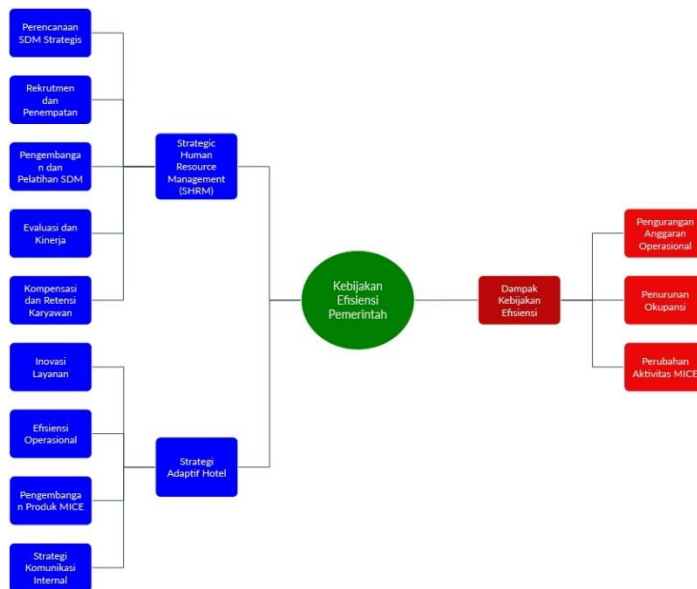 Perencanaan
SDM Strategis
Rekrutmen
dan
Penempatan
Pengembanga
n dan
Pelatihan SDM
Evaluasi dan
Kinerja
Kompensasi
dan Retensi
Karyawan
Inovasi
Layanan
Efisiensi
Operasional
Pengembanga
n Produk MICE
Strategi
Komunikasi
Internal
Strategic
Human
Resource
Management
(SHRM)
Strategi
Adaptif Hotel
Kebijakan
Efisiensi
Pemerintah
Dampak
Kebijakan
Efisiensi
Pengurangan
Anggaran
Operasional
Penurunan
Okupansi
Perubahan
Aktivitas MICE